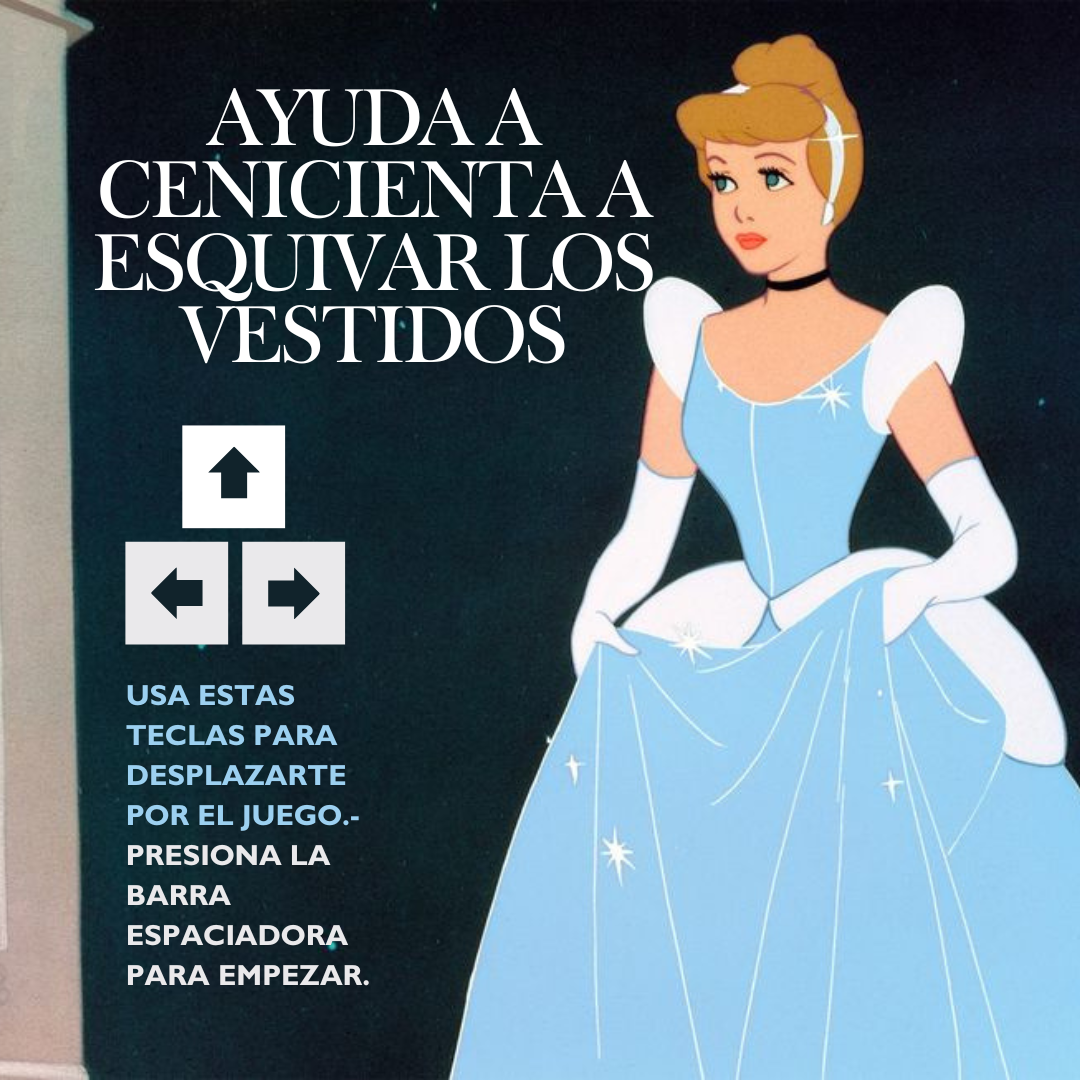 AYUDA A
CENICIENTA A
ESQUIVAR LOS
VESTIDOS
USA ESTAS
TECLAS PARA
DESPLAZARTE
POR EL JUEGO.-
PRESIONA LA
BARRA
ESPACIADORA
PARA EMPEZAR.